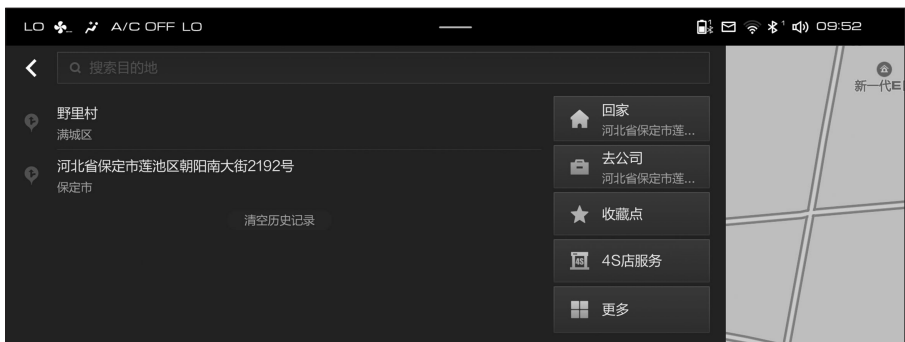 LO A/C OFF LO 1 1 09:52
搜索目的地
野里村
满城区
河北省保定市莲池区朝阳南大街2192号
保定市
清空历史记录
回家
河北省保定市莲...
去公司
河北省保定市莲...
收藏点
4S
4S店服务
更多
新一代E